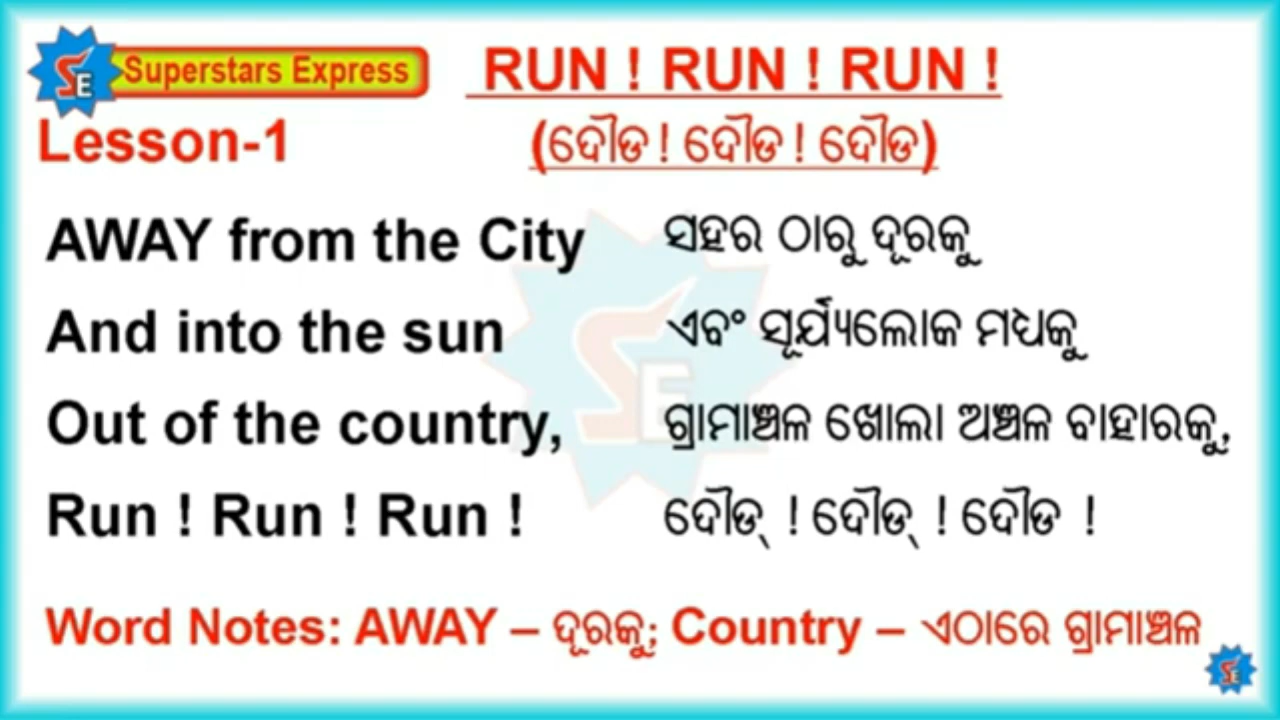 SE Superstars Express
RUN ! RUN ! RUN !
Lesson-1
(ଦୌଡ ! ଦୌଡ ! ଦୌଡ)
AWAY from the City
ସହର ଠାରୁ ଦୂରକୁ
And into the sun
ଏବଂ ସୂର୍ଯ୍ୟଲୋକ ମଧ୍ୟକୁ
Out of the country,
ଗ୍ରାମାଞ୍ଚଳ ଖୋଲା ଅଞ୍ଚଳ ବାହାରକୁ,
Run ! Run ! Run !
ଦୌଡ୍ ! ଦୌଡ୍ ! ଦୌଡ !
Word Notes: AWAY – ଦୂରକୁ; Country – ଏଠାରେ ଗ୍ରାମାଞ୍ଚଳ
SE